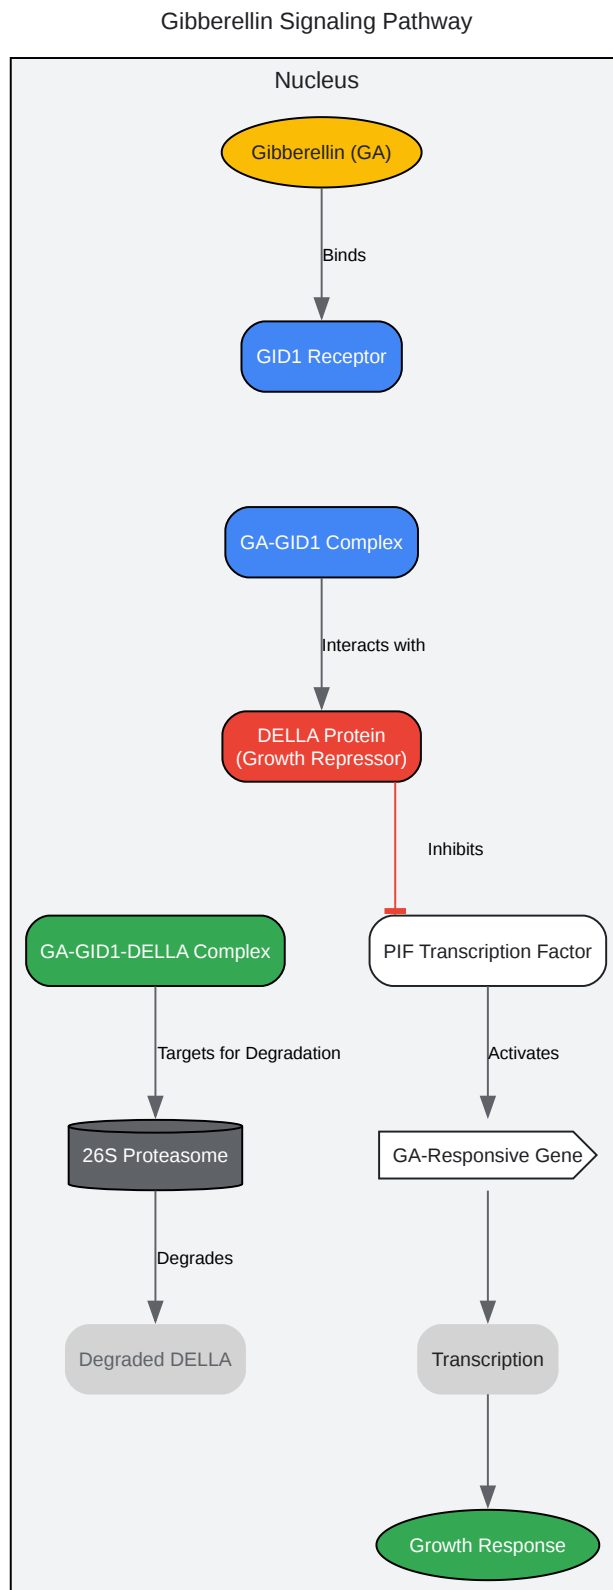 Gibberellin Signaling Pathway
Nucleus
Gibberellin (GA)
Binds
GID1 Receptor
GA-GID1 Complex
Interacts with
DELLA Protein
(Growth Repressor)
Inhibits
GA-GID1-DELLA Complex
PIF Transcription Factor
Targets for Degradation
Activates
26S Proteasome
GA-Responsive Gene
Degrades
Degraded DELLA
Transcription
Growth Response